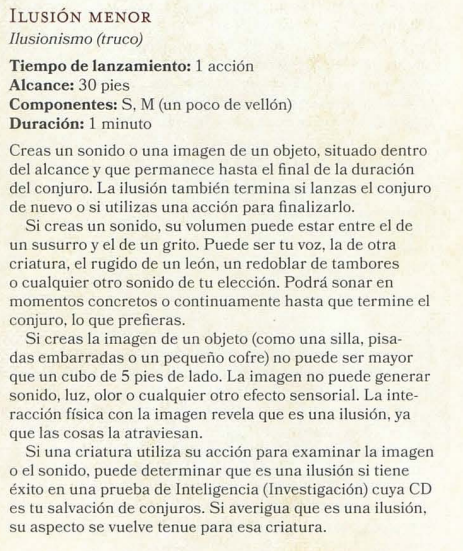 Ilusión menor
Ilusionismo (truco)
Tiempo de lanzamiento: 1 acción
Alcance: 30 pies
Componentes: S, M (un poco de vellón)
Duración: 1 minuto
Creas un sonido o una imagen de un objeto, situado dentro
del alcance y que permanece hasta el final de la duración
del conjuro. La ilusión también termina si lanzas el conjuro
de nuevo o si utilizas una acción para finalizarlo.
Si creas un sonido, su volumen puede estar entre el de
un susurro y el de un grito. Puede ser tu voz, la de otra
criatura, el rugido de un león, un redoblar de tambores
o cualquier otro sonido de tu elección. Podrá sonar en
momentos concretos o continuamente hasta que termine el
conjuro, lo que prefieras.
Si creas la imagen de un objeto (como una silla, pisa-
das embarradas o un pequeño cofre) no puede ser mayor
que un cubo de 5 pies de lado. La imagen no puede generar
sonido, luz, olor o cualquier otro efecto sensorial. La inte-
racción física con la imagen revela que es una ilusión, ya
que las cosas la atraviesan.
Si una criatura utiliza su acción para examinar la imagen
o el sonido, puede determinar que es una ilusión si tiene
éxito en una prueba de Inteligencia (Investigación) cuya CD
es tu salvación de conjuros. Si averigua que es una ilusión,
su aspecto se vuelve tenue para esa criatura.